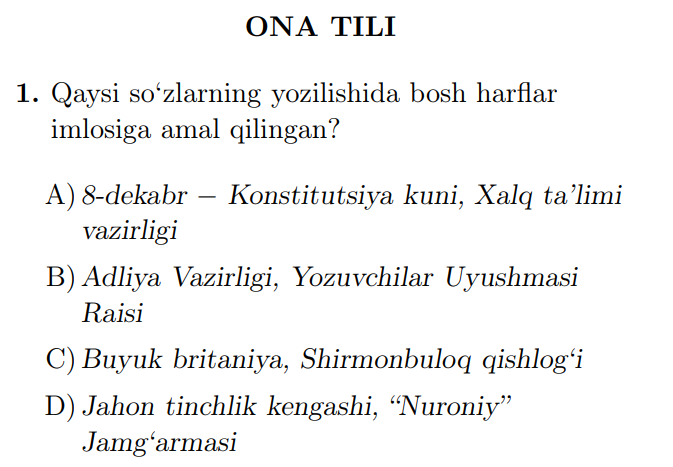 ONA TILI
1. Qaysi so‘zlarning yozilishida bosh harflar
imlosiga amal qilingan?
A) 8-dekabr – Konstitutsiya kuni, Xalq ta’limi
vazirligi
B) Adliya Vazirligi, Yozuvchilar Uyushmasi
Raisi
C) Buyuk britaniya, Shirmonbuloq qishlog‘i
D) Jahon tinchlik kengashi, “Nuroniy”
Jamg‘armasi